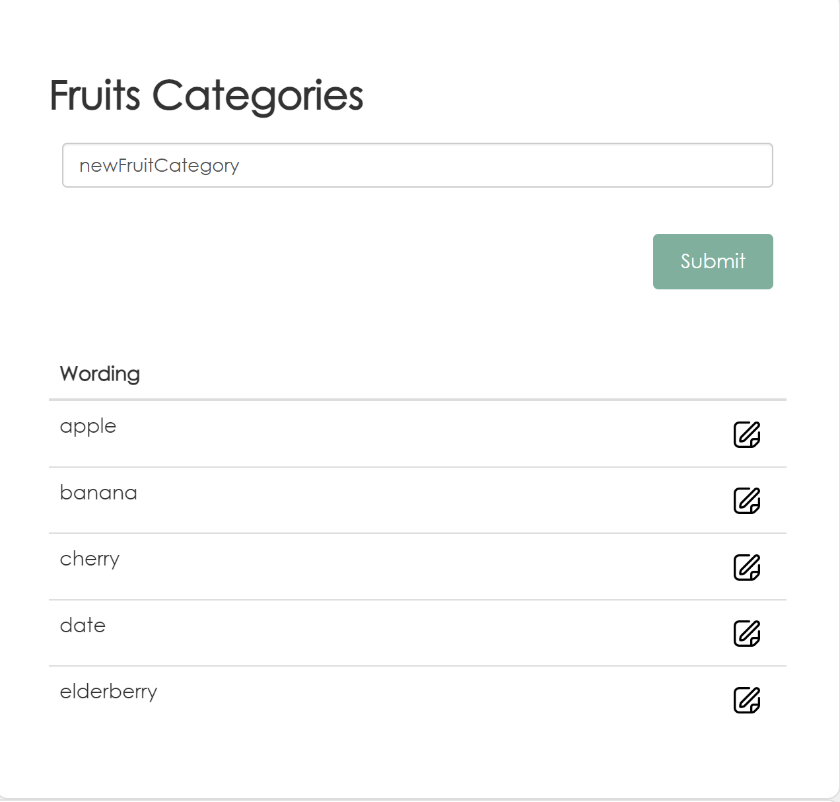 Fruits Categories
newFruitCategory
Submit
Wording
apple
banana
cherry
date
elderberry